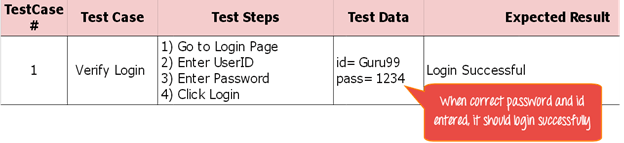 TestCase #
Test Case
Test Steps
Test Data
Expected Result
1
Verify Login
1) Go to Login Page
2) Enter UserID
3) Enter Password
4) Click Login
id= Guru99
pass= 1234
Login Successful
When correct password and id
entered, it should login successfully